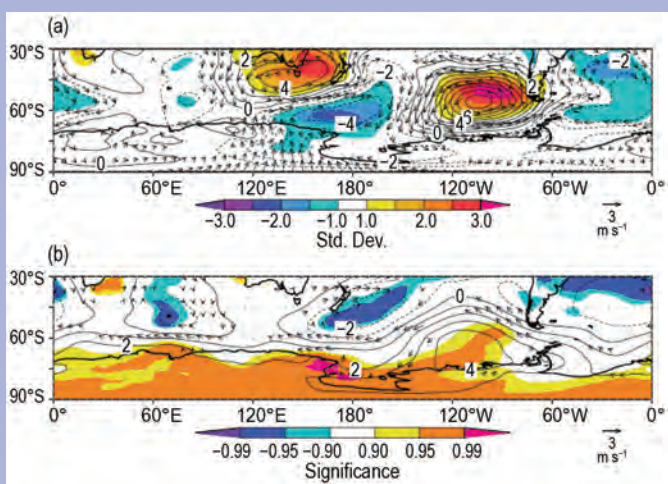 (a)
30°S
60°S
90°S
2 4 0 -2 -4 -2 0 4 6 2 -2 0
0° 60°E 120°E 180° 120°W 60°W 0°
-3.0 -2.0 -1.0 1.0 2.0 3.0
Std. Dev.
3
m s⁻¹
(b)
30°S
60°S
90°S
2 -2 2 0 4
0° 60°E 120°E 180° 120°W 60°W 0°
-0.99 -0.95 -0.90 0.90 0.95 0.99
Significance
3
m s⁻¹